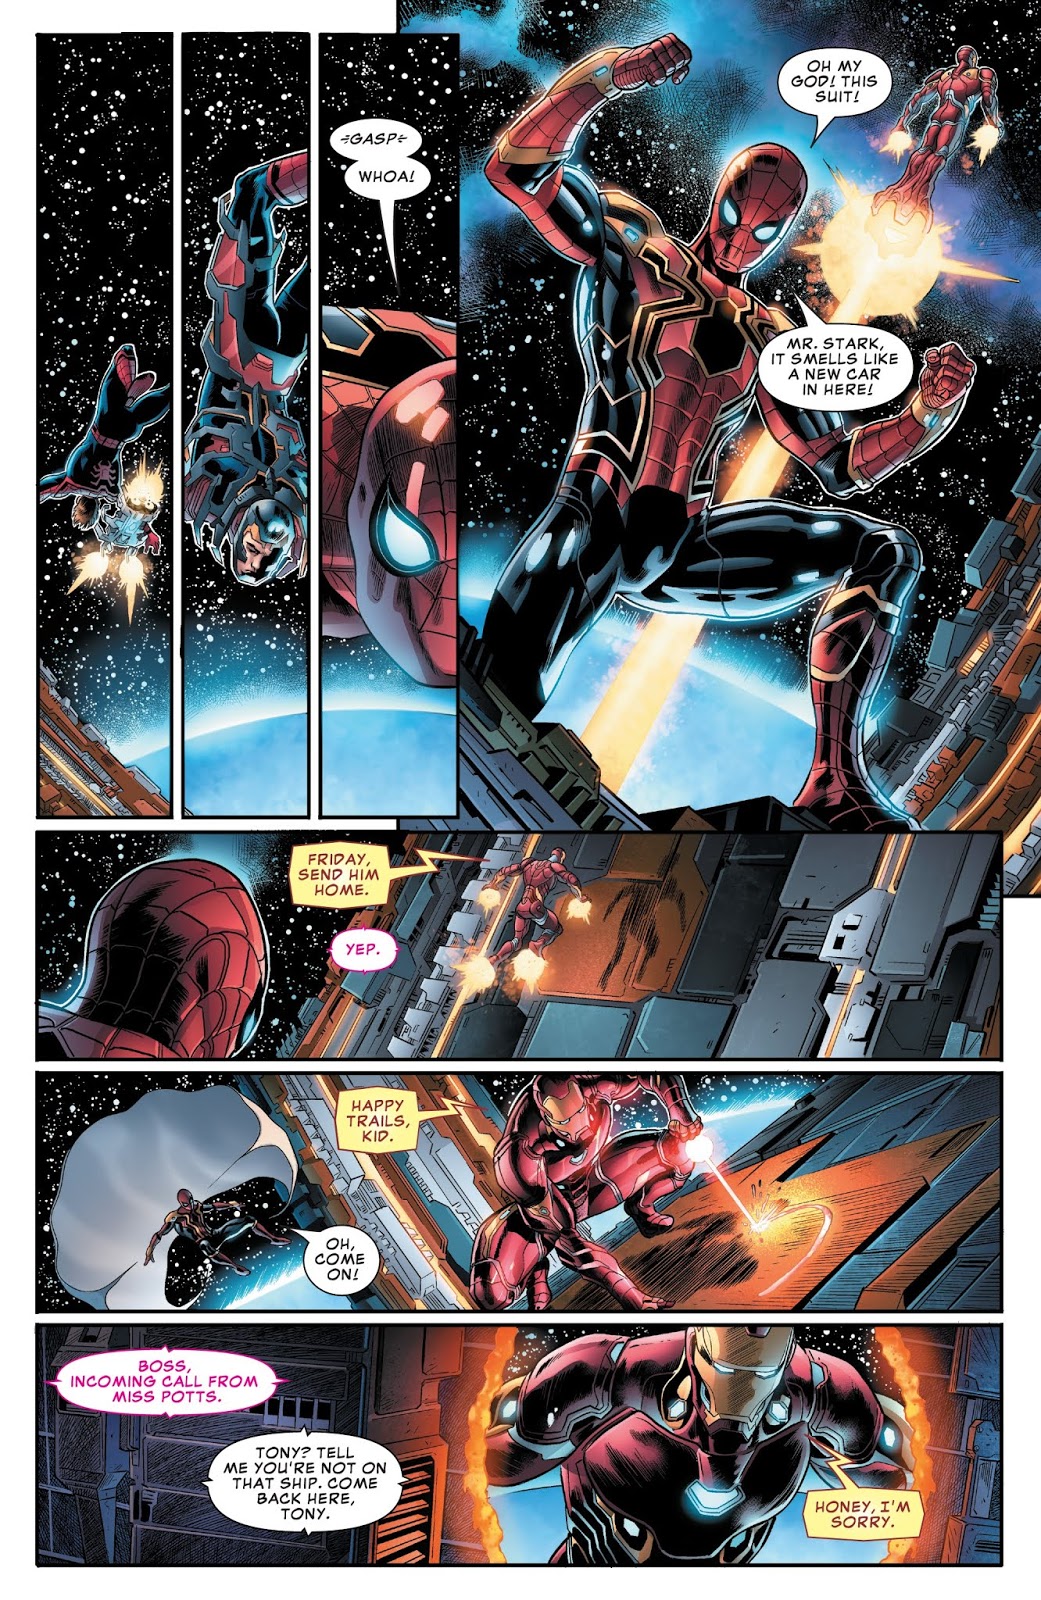 ÷GASP÷
WHOA!
OH MY
GOD! THIS
SUIT!
MR. STARK,
IT SMELLS LIKE
A NEW CAR
IN HERE!
FRIDAY,
SEND HIM
HOME.
YEP.
HAPPY
TRAILS,
KID.
OH,
COME
ON!
BOSS,
INCOMING CALL FROM
MISS POTTS.
TONY? TELL
ME YOU'RE NOT ON
THAT SHIP. COME
BACK HERE,
TONY.
HONEY, I'M
SORRY.